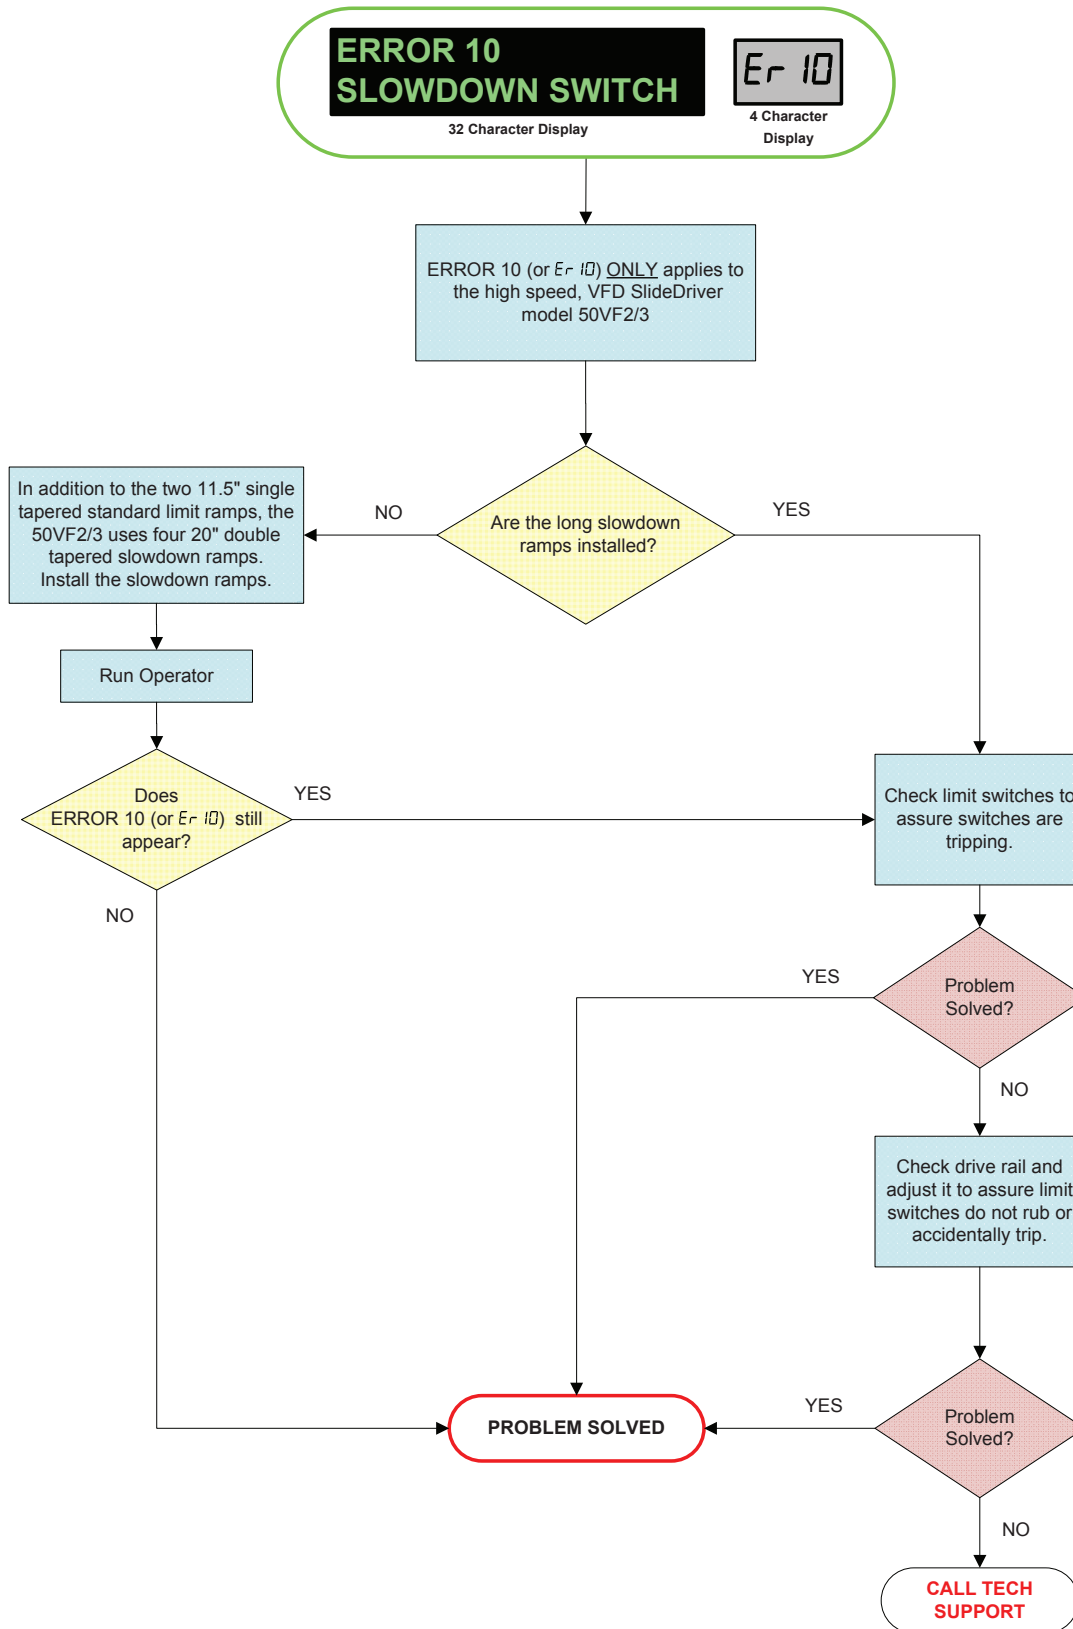 ERROR 10
SLOWDOWN SWITCH
32 Character Display
Er 10
4 Character
Display
ERROR 10 (or Er 10) ONLY applies to
the high speed, VFD SlideDriver
model 50VF2/3
Are the long slowdown
ramps installed?
NO
YES
In addition to the two 11.5" single
tapered standard limit ramps, the
50VF2/3 uses four 20" double
tapered slowdown ramps.
Install the slowdown ramps.
Run Operator
Does
ERROR 10 (or Er 10) still
appear?
YES
NO
Check limit switches to
assure switches are
tripping.
Problem
Solved?
YES
NO
Check drive rail and
adjust it to assure limit
switches do not rub or
accidentally trip.
Problem
Solved?
YES
PROBLEM SOLVED
NO
CALL TECH
SUPPORT